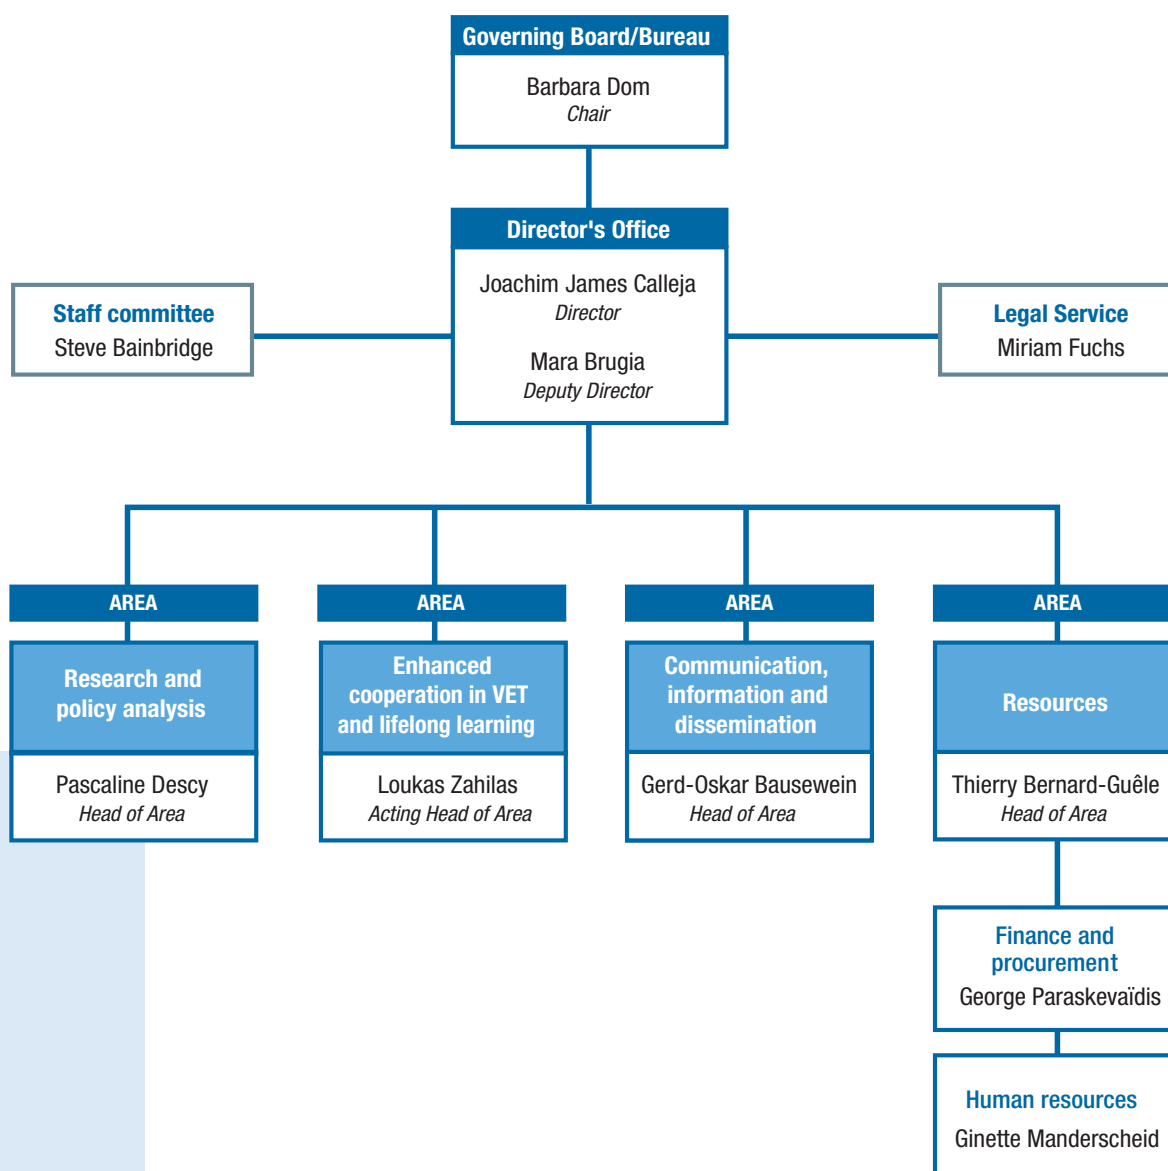 Governing Board/Bureau
Barbara Dom
Chair
Director's Office
Joachim James Calleja
Director
Mara Brugia
Deputy Director
Staff committee
Steve Bainbridge
Legal Service
Miriam Fuchs
AREA
Research and
policy analysis
Pascaline Descy
Head of Area
AREA
Enhanced
cooperation in VET
and lifelong learning
Loukas Zahilas
Acting Head of Area
AREA
Communication,
information and
dissemination
Gerd-Oskar Bausewein
Head of Area
AREA
Resources
Thierry Bernard-Guêle
Head of Area
Finance and
procurement
George Paraskevaïdis
Human resources
Ginette Manderscheid